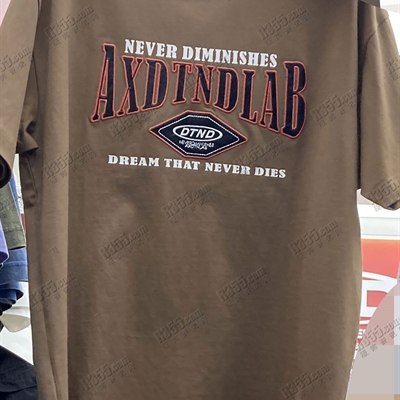 NEVER DIMINISHES
AXDTNDLAB
DTND
DREAM THAT NEVER DIES